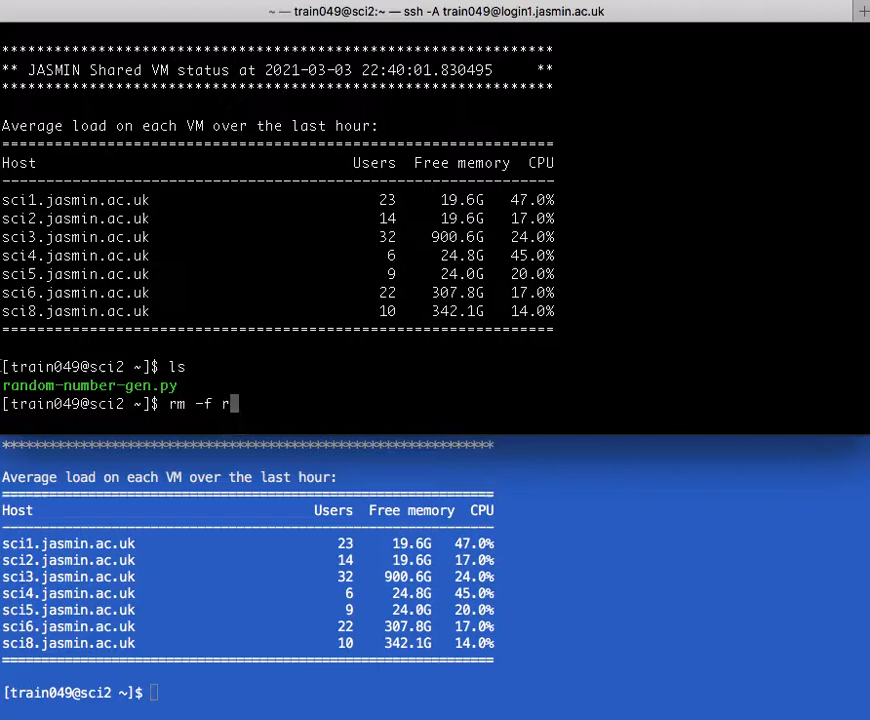 ~ — train049@sci2:~ — ssh -A train049@login1.jasmin.ac.uk
+
***************************************************************
** JASMIN Shared VM status at 2021-03-03 22:40:01.830495 **
***************************************************************
Average load on each VM over the last hour:
===============================================================
Host Users Free memory CPU
---------------------------------------------------------------
sci1.jasmin.ac.uk 23 19.6G 47.0%
sci2.jasmin.ac.uk 14 19.6G 17.0%
sci3.jasmin.ac.uk 32 900.6G 24.0%
sci4.jasmin.ac.uk 6 24.8G 45.0%
sci5.jasmin.ac.uk 9 24.0G 20.0%
sci6.jasmin.ac.uk 22 307.8G 17.0%
sci8.jasmin.ac.uk 10 342.1G 14.0%
===============================================================
[train049@sci2 ~]$ ls
random-number-gen.py
[train049@sci2 ~]$ rm -f r
***************************************************************
Average load on each VM over the last hour:
===============================================================
Host Users Free memory CPU
---------------------------------------------------------------
sci1.jasmin.ac.uk 23 19.6G 47.0%
sci2.jasmin.ac.uk 14 19.6G 17.0%
sci3.jasmin.ac.uk 32 900.6G 24.0%
sci4.jasmin.ac.uk 6 24.8G 45.0%
sci5.jasmin.ac.uk 9 24.0G 20.0%
sci6.jasmin.ac.uk 22 307.8G 17.0%
sci8.jasmin.ac.uk 10 342.1G 14.0%
===============================================================
[train049@sci2 ~]$